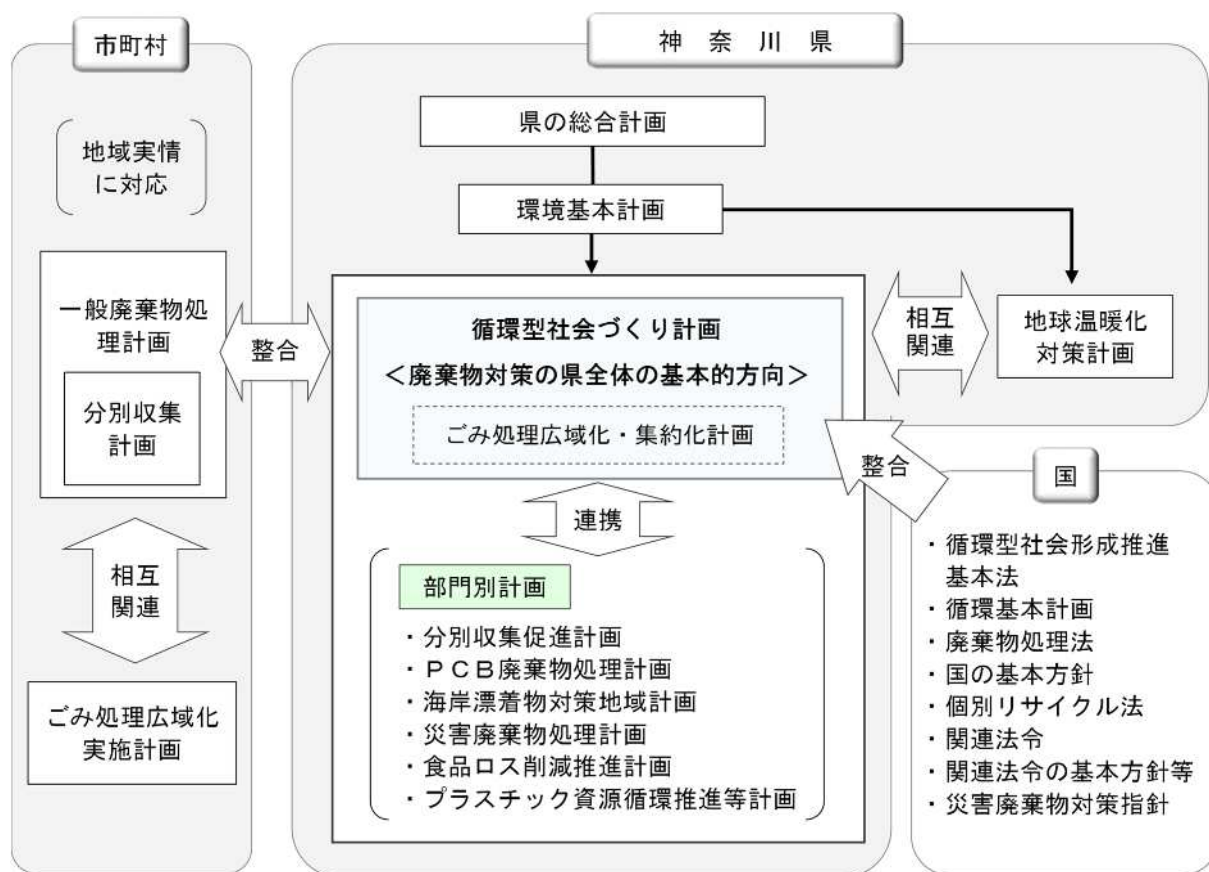 市町村
地域実情
に対応
一般廃棄物処
理計画
分別収集
計画
相互
関連
ごみ処理広域化
実施計画
整合
神奈川県
県の総合計画
環境基本計画
循環型社会づくり計画
<廃棄物対策の県全体の基本的方向>
ごみ処理広域化・集約化計画
連携
部門別計画
・分別収集促進計画
・PCB廃棄物処理計画
・海岸漂着物対策地域計画
・災害廃棄物処理計画
・食品ロス削減推進計画
・プラスチック資源循環推進等計画
相互
関連
地球温暖化
対策計画
整合
国
・循環型社会形成推進
基本法
・循環基本計画
・廃棄物処理法
・国の基本方針
・個別リサイクル法
・関連法令
・関連法令の基本方針等
・災害廃棄物対策指針